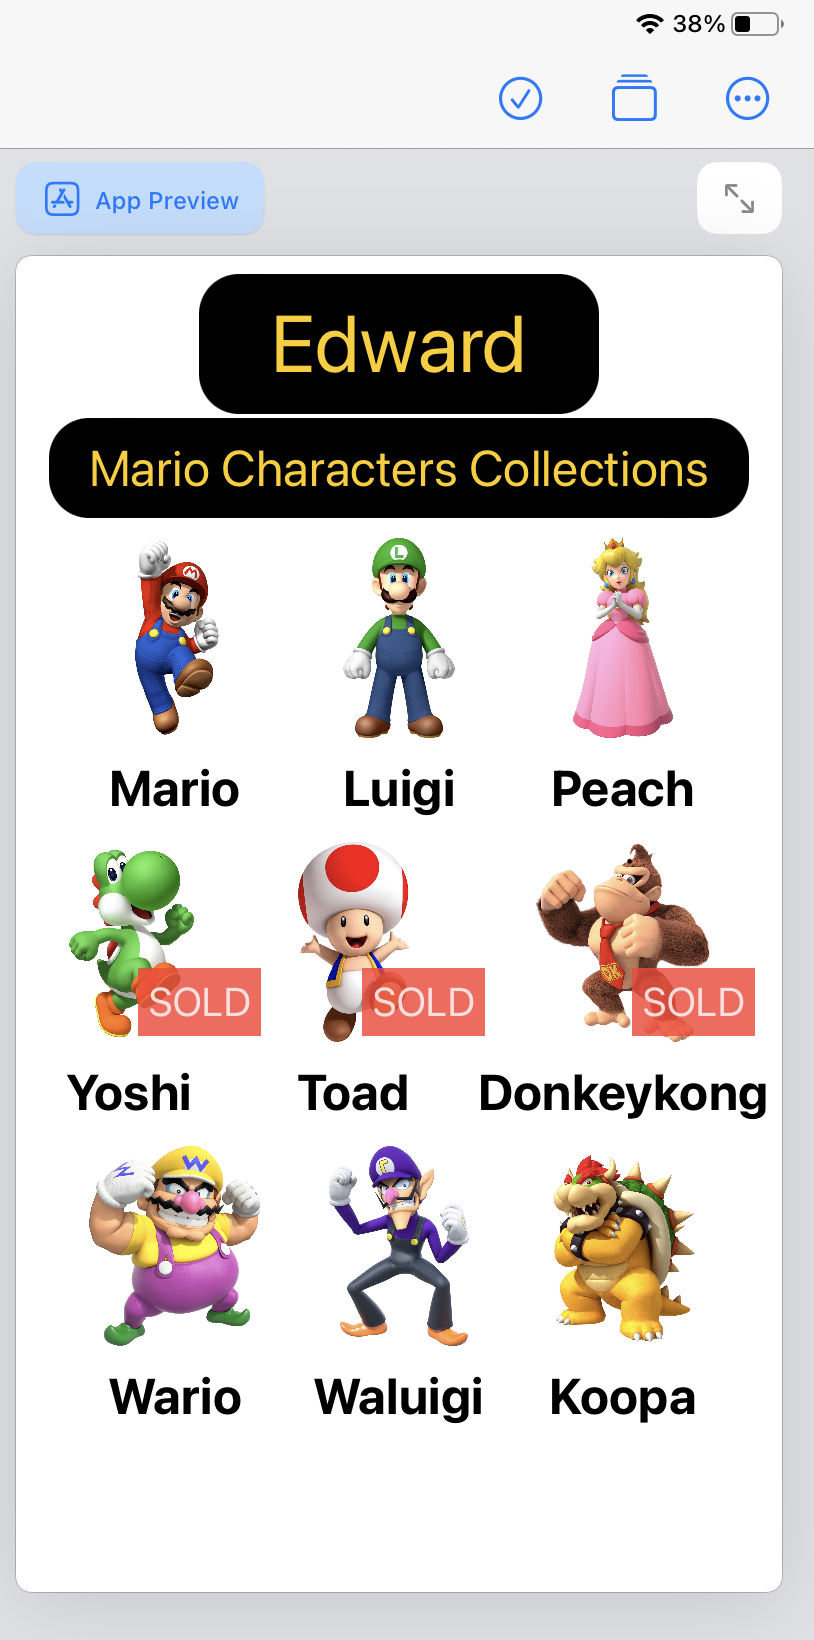 38%
App Preview
Edward
Mario Characters Collections
M
L
Mario Luigi Peach
DK
SOLD SOLD SOLD
Yoshi Toad Donkeykong
W
Wario Waluigi Koopa